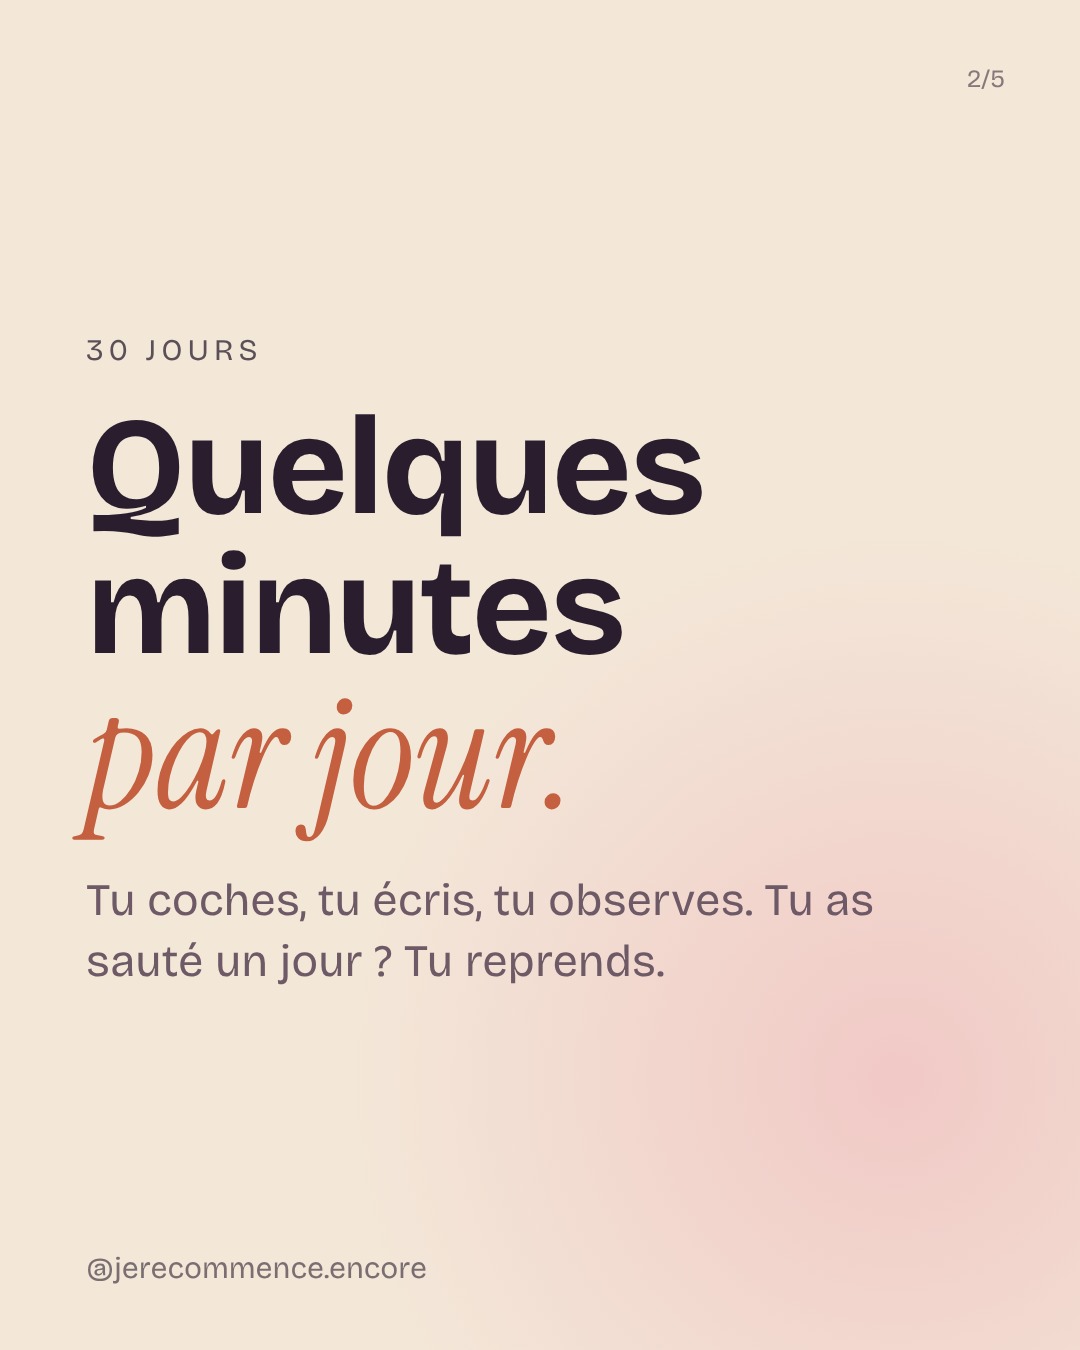 2/5
30 JOURS
Quelques
minutes
par jour.
Tu coches, tu écris, tu observes. Tu as
sauté un jour ? Tu reprends.
@jerecommence.encore